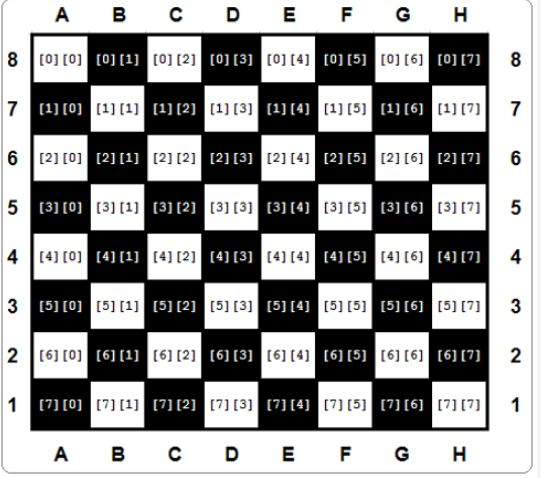 A B C D E F G H
8 [0][0] [0][1] [0][2] [0][3] [0][4] [0][5] [0][6] [0][7] 8
7 [1][0] [1][1] [1][2] [1][3] [1][4] [1][5] [1][6] [1][7] 7
6 [2][0] [2][1] [2][2] [2][3] [2][4] [2][5] [2][6] [2][7] 6
5 [3][0] [3][1] [3][2] [3][3] [3][4] [3][5] [3][6] [3][7] 5
4 [4][0] [4][1] [4][2] [4][3] [4][4] [4][5] [4][6] [4][7] 4
3 [5][0] [5][1] [5][2] [5][3] [5][4] [5][5] [5][6] [5][7] 3
2 [6][0] [6][1] [6][2] [6][3] [6][4] [6][5] [6][6] [6][7] 2
1 [7][0] [7][1] [7][2] [7][3] [7][4] [7][5] [7][6] [7][7] 1
A B C D E F G H